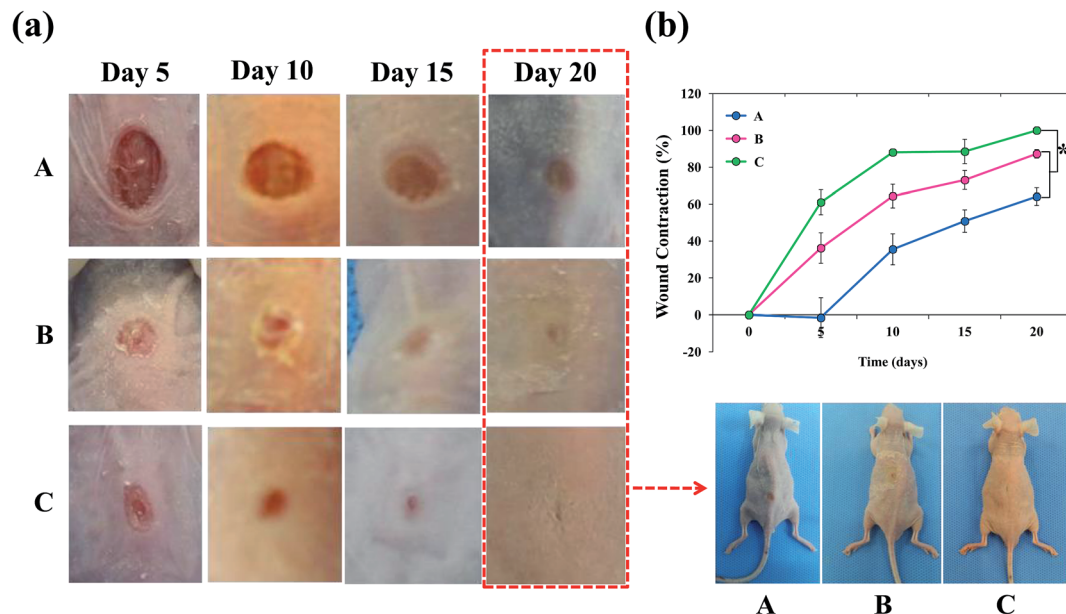 (a)
Day 5 Day 10 Day 15 Day 20
A
B
C
(b)
Wound Contraction (%)
120
100
80
60
40
20
0
-20
A
B
C
*
0 5 10 15 20
Time (days)
A B C